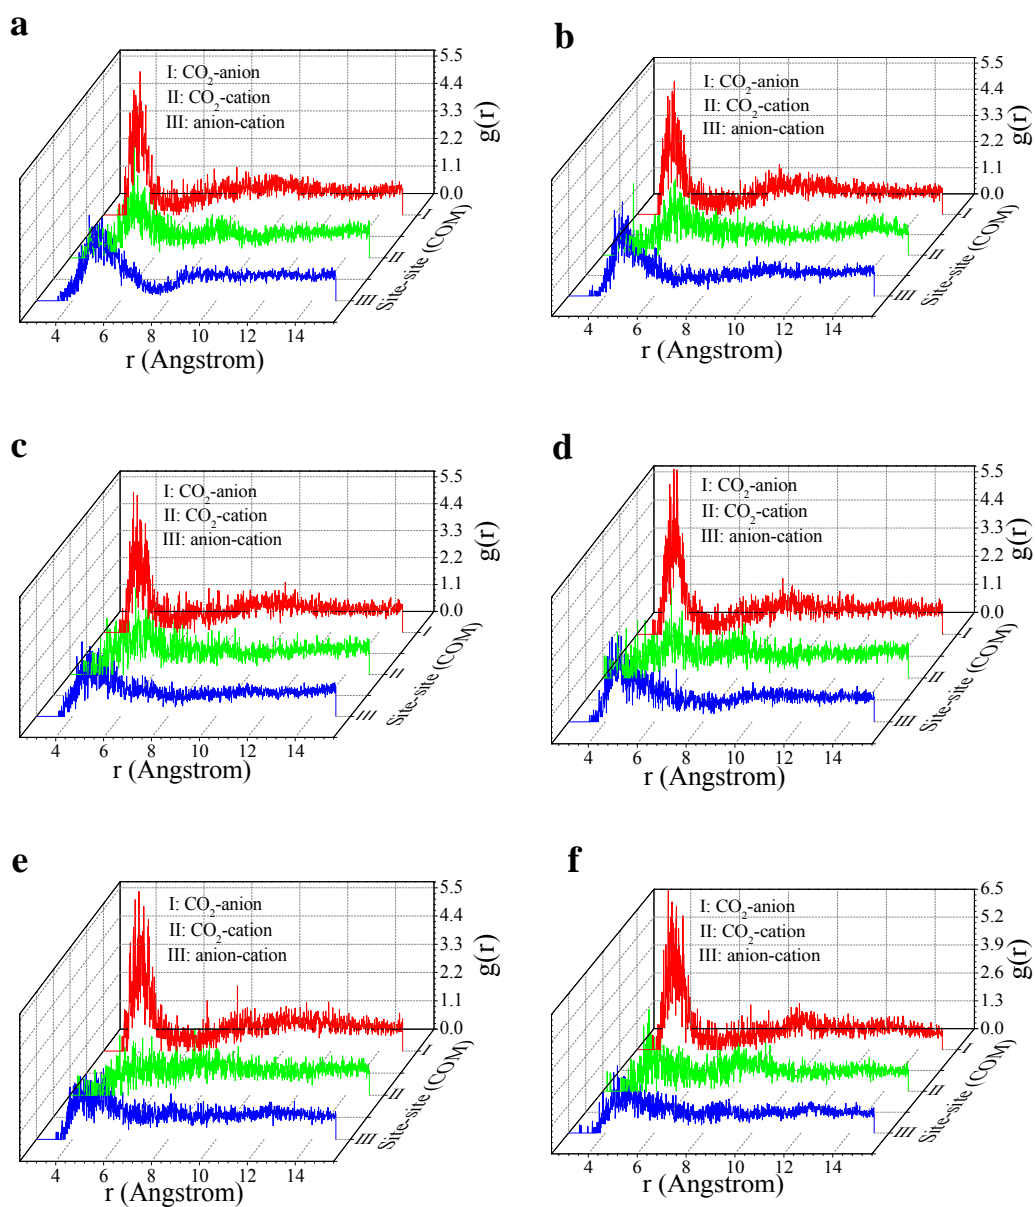 a
I: CO₂-anion
II: CO₂-cation
III: anion-cation
5.5
4.4
3.3
2.2
1.1
0.0
g(r)
I
II
III
Site-site (COM)
4 6 8 10 12 14
r (Angstrom)
b
I: CO₂-anion
II: CO₂-cation
III: anion-cation
5.5
4.4
3.3
2.2
1.1
0.0
g(r)
I
II
III
Site-site (COM)
4 6 8 10 12 14
r (Angstrom)
c
I: CO₂-anion
II: CO₂-cation
III: anion-cation
5.5
4.4
3.3
2.2
1.1
0.0
g(r)
I
II
III
Site-site (COM)
4 6 8 10 12 14
r (Angstrom)
d
I: CO₂-anion
II: CO₂-cation
III: anion-cation
5.5
4.4
3.3
2.2
1.1
0.0
g(r)
I
II
III
Site-site (COM)
4 6 8 10 12 14
r (Angstrom)
e
I: CO₂-anion
II: CO₂-cation
III: anion-cation
5.5
4.4
3.3
2.2
1.1
0.0
g(r)
I
II
III
Site-site (COM)
4 6 8 10 12 14
r (Angstrom)
f
I: CO₂-anion
II: CO₂-cation
III: anion-cation
6.5
5.2
3.9
2.6
1.3
0.0
g(r)
I
II
III
Site-site (COM)
4 6 8 10 12 14
r (Angstrom)